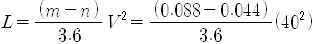 L = (m − n) / 3.6 V² = (0.088 − 0.044) / 3.6 (40²)